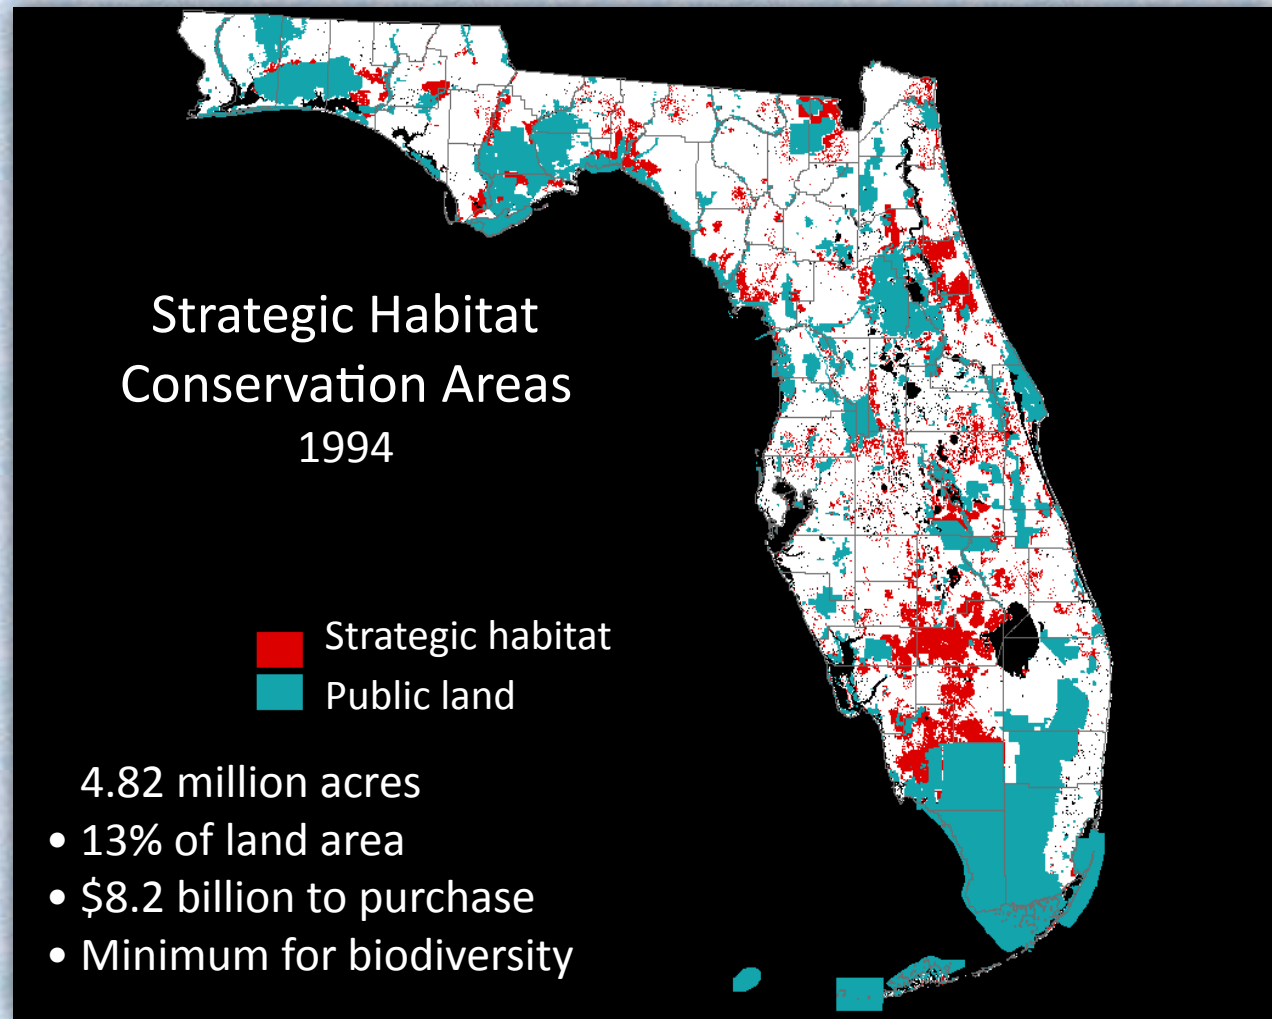 Strategic Habitat
Conservation Areas
1994
Strategic habitat
Public land
4.82 million acres
• 13% of land area
• $8.2 billion to purchase
• Minimum for biodiversity